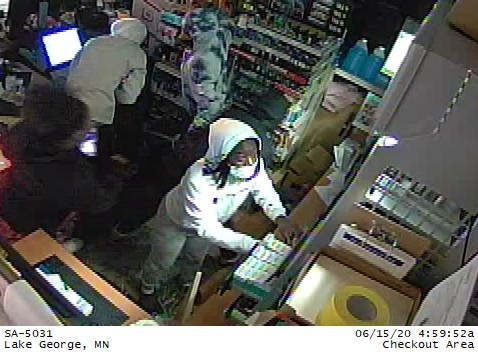 SA-5031 06/15/20 4:59:52a
Lake George, MN Checkout Area